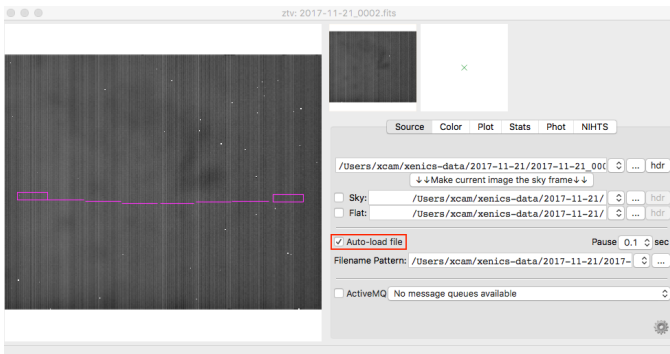 ztv: 2017-11-21_0002.fits
Source Color Plot Stats Phot NIHTS
/Users/xcam/xenics-data/2017-11-21/2017-11-21_000 ... hdr
↓↓Make current image the sky frame↓↓
Sky: /Users/xcam/xenics-data/2017-11-21/ ... hdr
Flat: /Users/xcam/xenics-data/2017-11-21/ ... hdr
Auto-load file Pause 0.1 sec
Filename Pattern: /Users/xcam/xenics-data/2017-11-21/2017- ...
ActiveMQ No message queues available